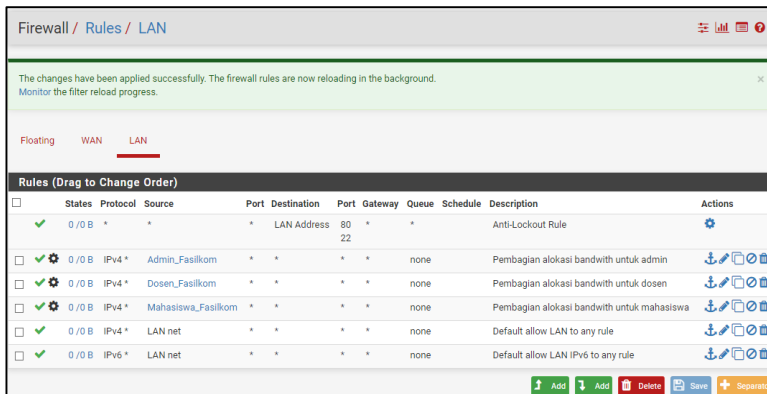 Firewall / Rules / LAN
The changes have been applied successfully. The firewall rules are now reloading in the background.
Monitor the filter reload progress.
Floating WAN LAN
Rules (Drag to Change Order)
States Protocol Source Port Destination Port Gateway Queue Schedule Description Actions
0 /0 B * * * LAN Address 80 * * Anti-Lockout Rule
22
0 /0 B IPv4 * Admin_Fasilkom * * * * none Pembagian alokasi bandwith untuk admin
0 /0 B IPv4 * Dosen_Fasilkom * * * * none Pembagian alokasi bandwith untuk dosen
0 /0 B IPv4 * Mahasiswa_Fasilkom * * * * none Pembagian alokasi bandwith untuk mahasiswa
0 /0 B IPv4 * LAN net * * * * none Default allow LAN to any rule
0 /0 B IPv6 * LAN net * * * * none Default allow LAN IPv6 to any rule
Add Add Delete Save Separato